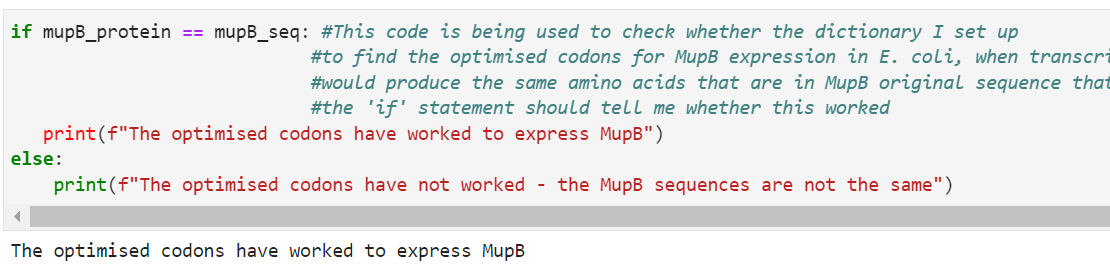 if mupB_protein == mupB_seq: #This code is being used to check whether the dictionary I set up
#to find the optimised codons for MupB expression in E. coli, when transcri
#would produce the same amino acids that are in MupB original sequence that
#the 'if' statement should tell me whether this worked
print(f"The optimised codons have worked to express MupB")
else:
print(f"The optimised codons have not worked - the MupB sequences are not the same")
The optimised codons have worked to express MupB